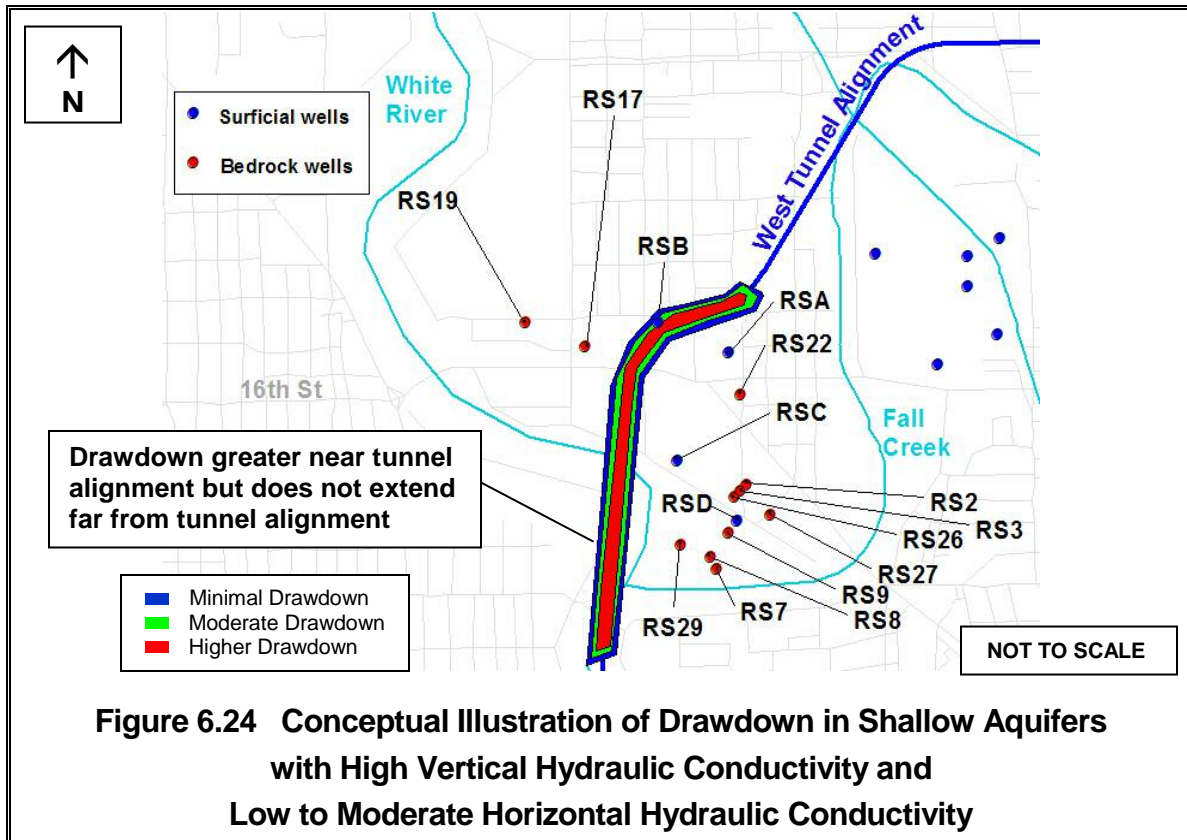 ↑
N
Surficial wells
Bedrock wells
White
River
RS17
RS19
RSB
West Tunnel Alignment
RSA
RS22
16th St
RSC
Fall
Creek
Drawdown greater near tunnel
alignment but does not extend
far from tunnel alignment
RS2
RS3
RSD
RS26
RS27
RS9
RS8
RS7
RS29
Minimal Drawdown
Moderate Drawdown
Higher Drawdown
NOT TO SCALE
Figure 6.24 Conceptual Illustration of Drawdown in Shallow Aquifers
with High Vertical Hydraulic Conductivity and
Low to Moderate Horizontal Hydraulic Conductivity